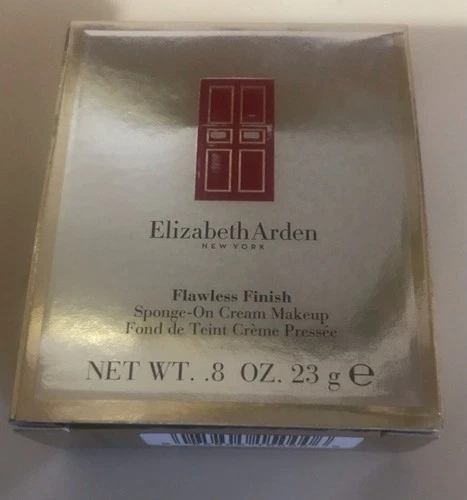 Elizabeth Arden
NEW YORK
Flawless Finish
Sponge-On Cream Makeup
Fond de Teint Crème Pressée
NET WT. .8 OZ. 23 g ℮